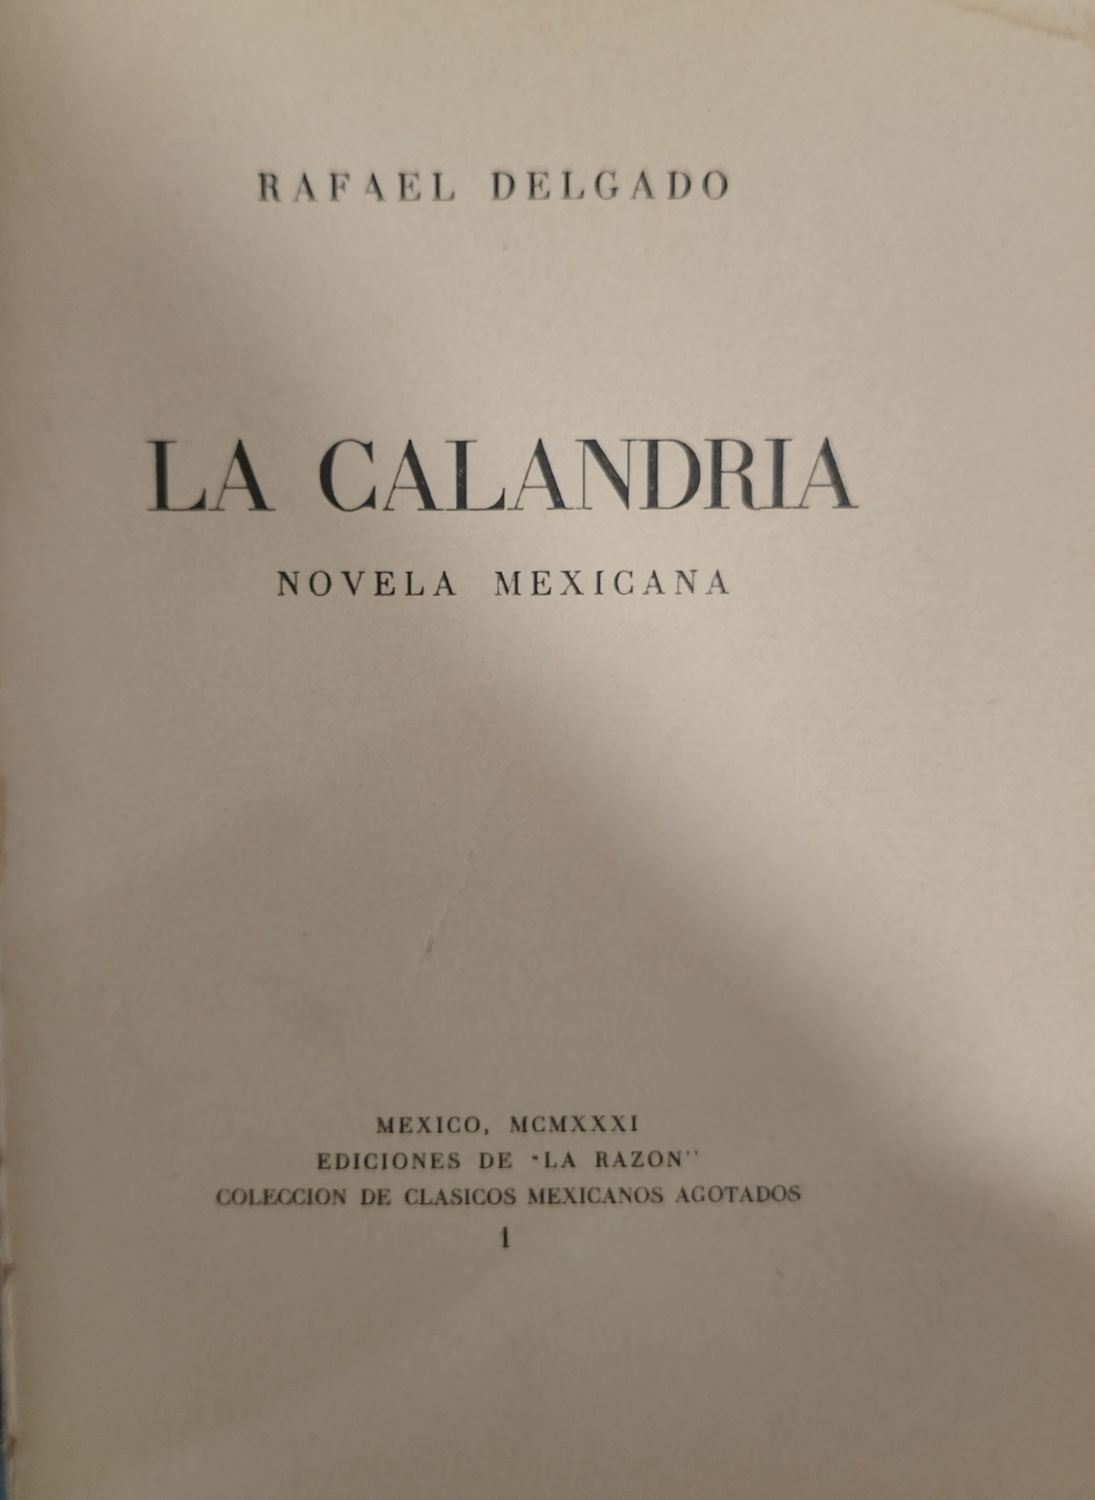 RAFAEL DELGADO
LA CALANDRIA
NOVELA MEXICANA
MEXICO, MCMXXXI
EDICIONES DE "LA RAZON"
COLECCION DE CLASICOS MEXICANOS AGOTADOS
1